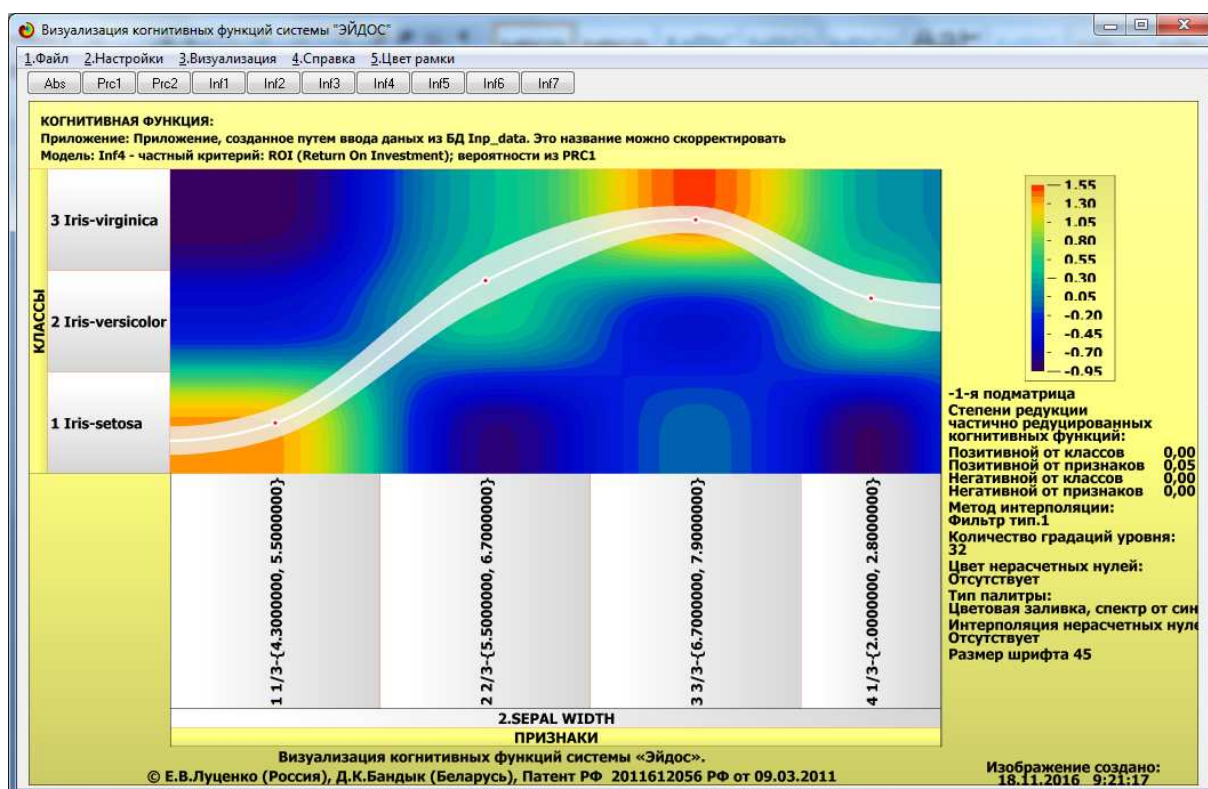 Визуализация когнитивных функций системы "ЭЙДОС"
1.Файл 2.Настройки 3.Визуализация 4.Справка 5.Цвет рамки
Abs Prc1 Prc2 Inf1 Inf2 Inf3 Inf4 Inf5 Inf6 Inf7
КОГНИТИВНАЯ ФУНКЦИЯ:
Приложение: Приложение, созданное путем ввода даных из БД Inp_data. Это название можно скорректировать
Модель: Inf4 - частный критерий: ROI (Return On Investment); вероятности из PRC1
КЛАССЫ
3 Iris-virginica
2 Iris-versicolor
1 Iris-setosa
1.55
1.30
1.05
0.80
0.55
0.30
0.05
-0.20
-0.45
-0.70
-0.95
-1-я подматрица
Степени редукции
частично редуцированных
когнитивных функций:
Позитивной от классов 0,00
Позитивной от признаков 0,05
Негативной от классов 0,00
Негативной от признаков 0,00
Метод интерполяции:
Фильтр тип.1
Количество градаций уровня:
32
Цвет нерасчетных нулей:
Отсутствует
Тип палитры:
Цветовая заливка, спектр от син
Интерполяция нерасчетных нуле
Отсутствует
Размер шрифта 45
1 1/3-{4.3000000, 5.5000000}
2 2/3-{5.5000000, 6.7000000}
3 3/3-{6.7000000, 7.9000000}
4 1/3-{2.0000000, 2.8000000}
2.SEPAL WIDTH
ПРИЗНАКИ
Визуализация когнитивных функций системы «Эйдос».
© Е.В.Луценко (Россия), Д.К.Бандык (Беларусь), Патент РФ 2011612056 РФ от 09.03.2011
Изображение создано:
18.11.2016 9:21:17